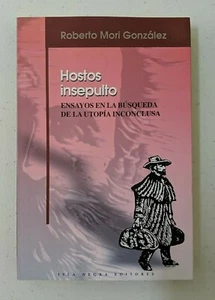 Roberto Mori González
Hostos
insepulto
ENSAYOS EN LA BÚSQUEDA
DE LA UTOPÍA INCONCLUSA
ISLA NEGRA EDITORES